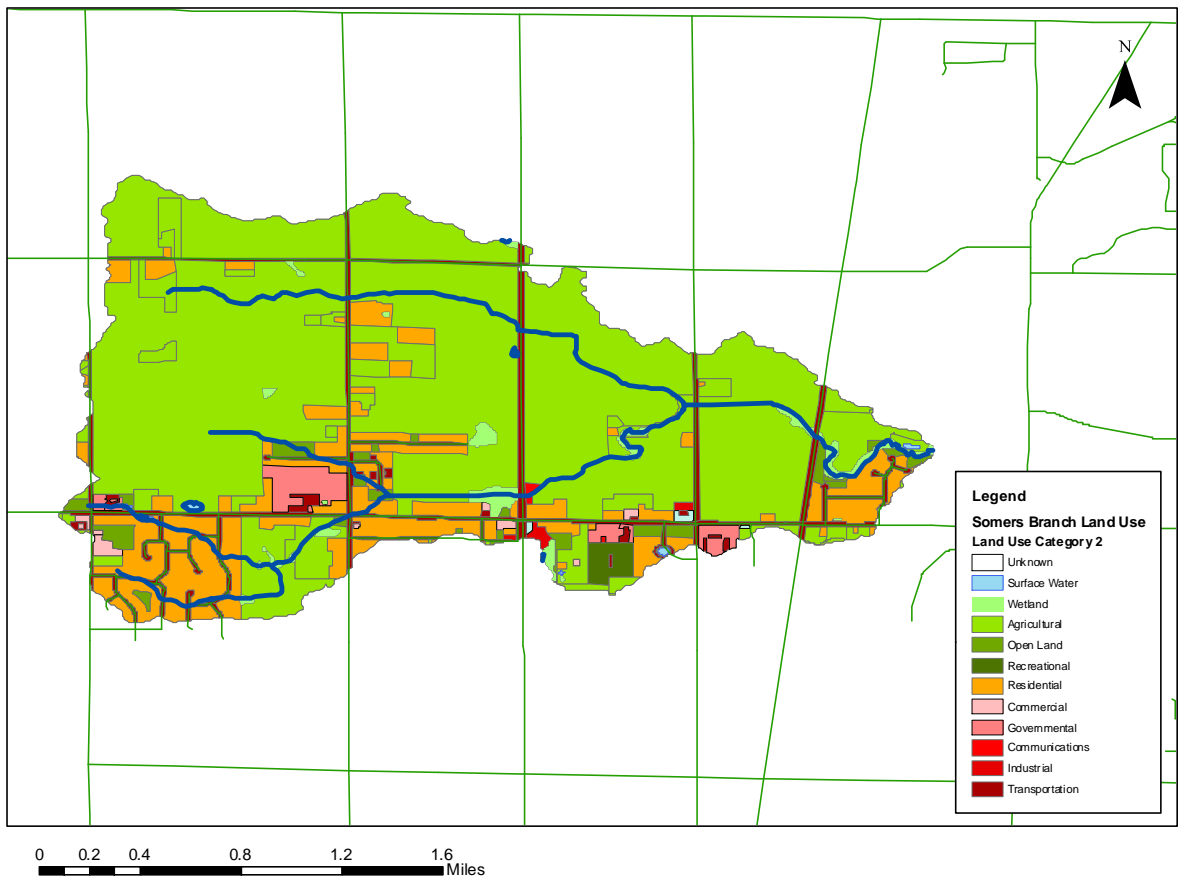 N
Legend
Somers Branch Land Use
Land Use Category 2
Unknown
Surface Water
Wetland
Agricultural
Open Land
Recreational
Residential
Commercial
Governmental
Communications
Industrial
Transportation
0 0.2 0.4 0.8 1.2 1.6
Miles